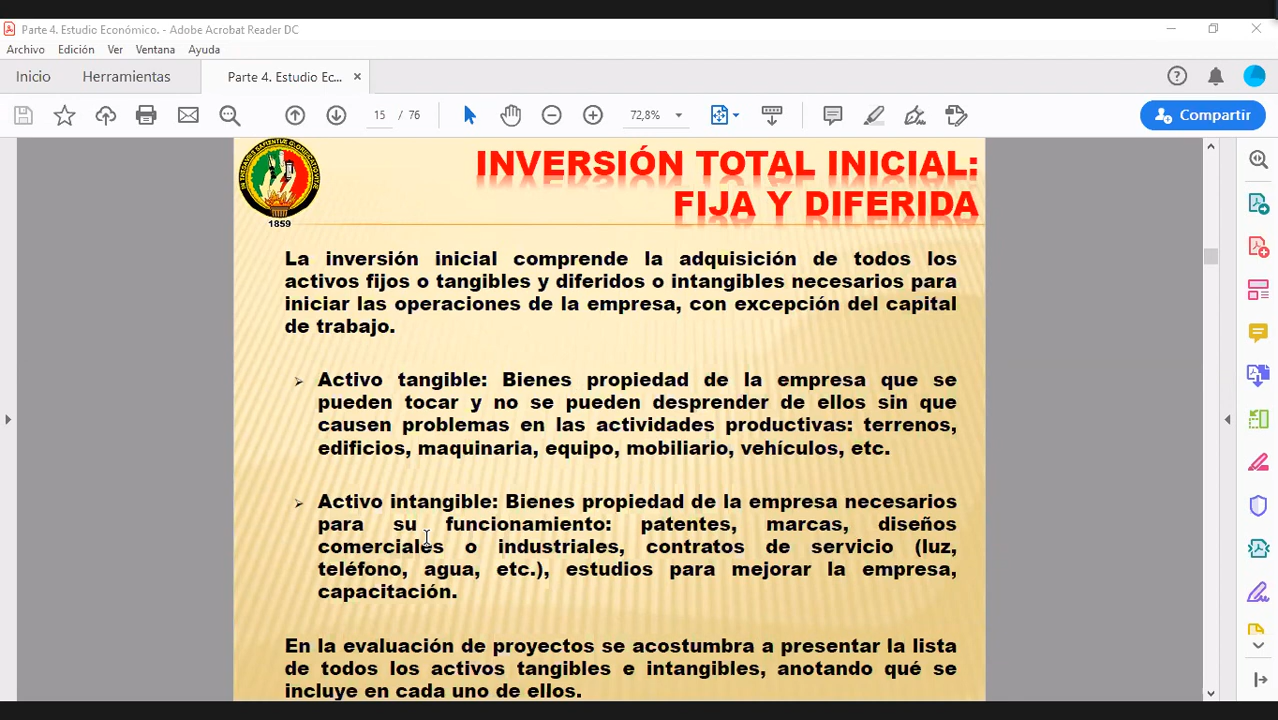 Parte 4. Estudio Económico. - Adobe Acrobat Reader DC
Archivo Edición Ver Ventana Ayuda
Inicio Herramientas Parte 4. Estudio Ec... ×
15 / 76 72,8% Compartir
INVERSIÓN TOTAL INICIAL:
FIJA Y DIFERIDA
1859
La inversión inicial comprende la adquisición de todos los
activos fijos o tangibles y diferidos o intangibles necesarios para
iniciar las operaciones de la empresa, con excepción del capital
de trabajo.
➢ Activo tangible: Bienes propiedad de la empresa que se
pueden tocar y no se pueden desprender de ellos sin que
causen problemas en las actividades productivas: terrenos,
edificios, maquinaria, equipo, mobiliario, vehículos, etc.
➢ Activo intangible: Bienes propiedad de la empresa necesarios
para su funcionamiento: patentes, marcas, diseños
comerciales o industriales, contratos de servicio (luz,
teléfono, agua, etc.), estudios para mejorar la empresa,
capacitación.
En la evaluación de proyectos se acostumbra a presentar la lista
de todos los activos tangibles e intangibles, anotando qué se
incluye en cada uno de ellos.